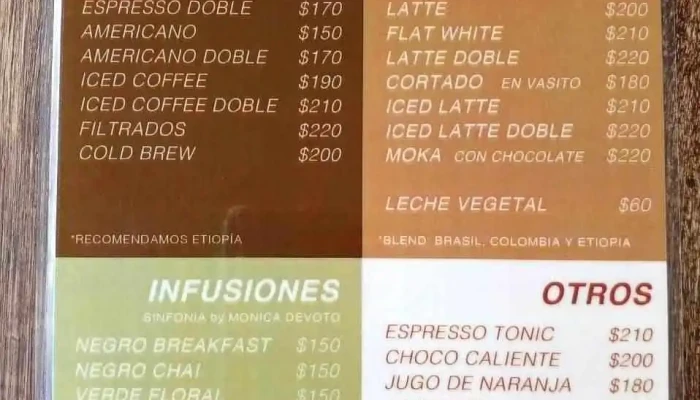 ESPRESSO DOBLE $170
AMERICANO $150
AMERICANO DOBLE $170
ICED COFFEE $190
ICED COFFEE DOBLE $210
FILTRADOS $220
COLD BREW $200
*RECOMENDAMOS ETIOPÍA
LATTE $200
FLAT WHITE $210
LATTE DOBLE $220
CORTADO EN VASITO $180
ICED LATTE $210
ICED LATTE DOBLE $220
MOKA CON CHOCOLATE $220
LECHE VEGETAL $60
*BLEND: BRASIL, COLOMBIA Y ETIOPIA
INFUSIONES
SINFONIA by MONICA DEVOTO
NEGRO BREAKFAST $150
NEGRO CHAI $150
VERDE FLORAL $150
OTROS
ESPRESSO TONIC $210
CHOCO CALIENTE $200
JUGO DE NARANJA $180